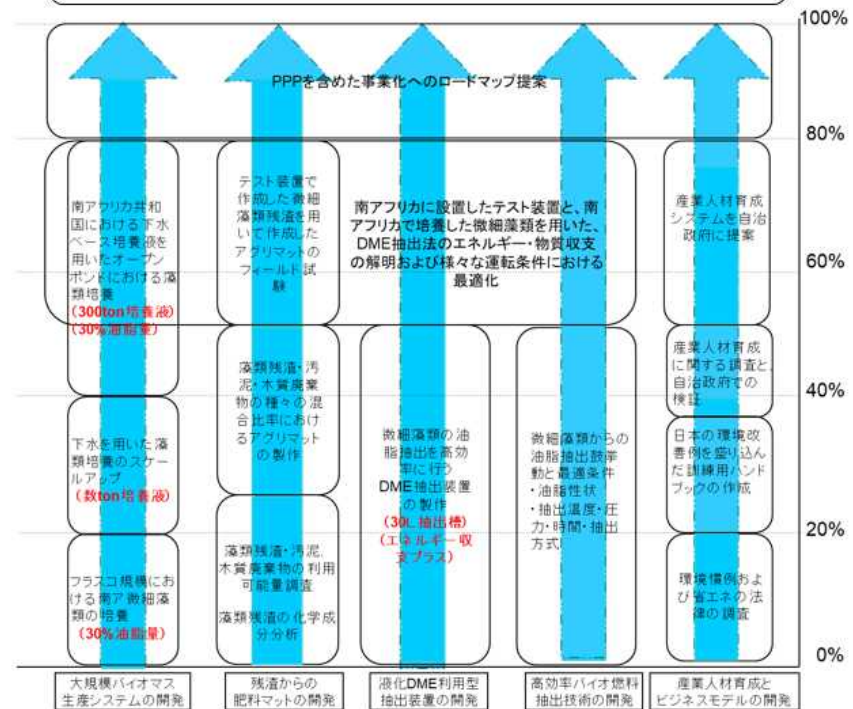 100%
PPPを含めた事業化へのロードマップ提案
80%
南アフリカ共和
国における下水
ベース培養液を
用いたオープン
ポンドにおける藻
類培養
（300ton培養液）
（30%油脂量）
テスト装置で
作成した微細
藻類残渣を用
いて作成した
アグリマットの
フィールド試
験
南アフリカに設置したテスト装置と、南
アフリカで培養した微細藻類を用いた、
DME抽出法のエネルギー・物質収支
の解明および様々な運転条件における
最適化
産業人材育成
システムを自治
政府に提案
60%
藻類残渣・汚
泥・木質廃棄
物の種々の混
合比率におけ
るアグリマット
の製作
産業人材育成
に関する調査と、
自治政府での
検証
40%
下水を用いた藻
類培養のスケー
ルアップ
（数ton培養液）
微細藻類の油
脂抽出を高効
率に行う
DME抽出装置
の製作
（30L抽出槽）
（エネルギー収
支プラス）
微細藻類からの
油脂抽出鼓挙
動と最適条件
・油脂性状
・抽出温度・圧
力・時間・抽出
方式
日本の環境改
善例を盛り込ん
だ訓練用ハンド
ブックの作成
20%
フラスコ規模にお
ける南ア微細藻
類の培養
（30%油脂量）
藻類残渣・汚泥、
木質廃棄物の利用
可能量調査
藻類残渣の化学成
分分析
環境慣例およ
び省エネの法
律の調査
0%
大規模バイオマス
生産システムの開発
残渣からの
肥料マットの開発
液化DME利用型
抽出装置の開発
高効率バイオ燃料
抽出技術の開発
産業人材育成と
ビジネスモデルの開発